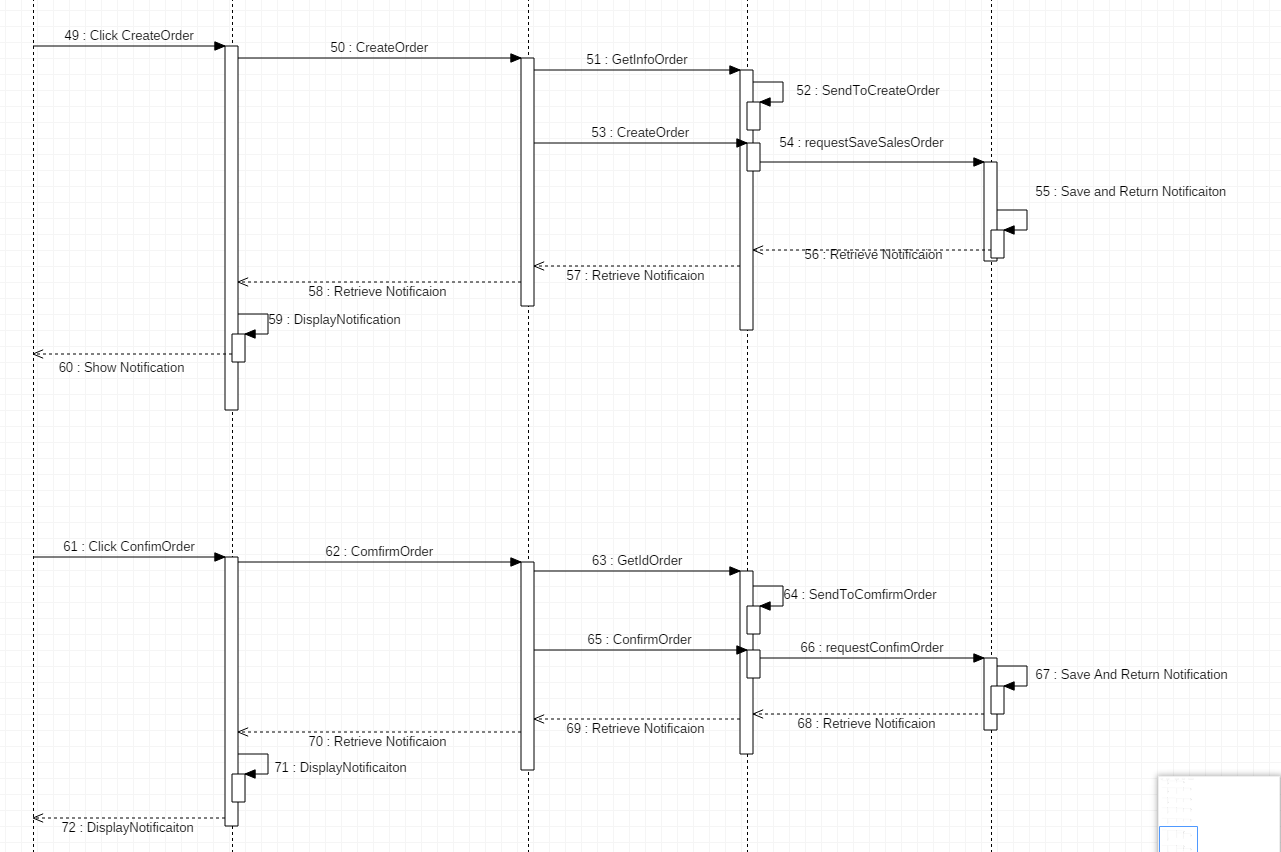 49 : Click CreateOrder
50 : CreateOrder
51 : GetInfoOrder
52 : SendToCreateOrder
53 : CreateOrder
54 : requestSaveSalesOrder
55 : Save and Return Notificaiton
56 : Retrieve Notificaion
57 : Retrieve Notificaion
58 : Retrieve Notificaion
59 : DisplayNotification
60 : Show Notification
61 : Click ConfimOrder
62 : ComfirmOrder
63 : GetIdOrder
64 : SendToComfirmOrder
65 : ConfirmOrder
66 : requestConfimOrder
67 : Save And Return Notification
68 : Retrieve Notificaion
69 : Retrieve Notificaion
70 : Retrieve Notificaion
71 : DisplayNotificaiton
72 : DisplayNotificaiton